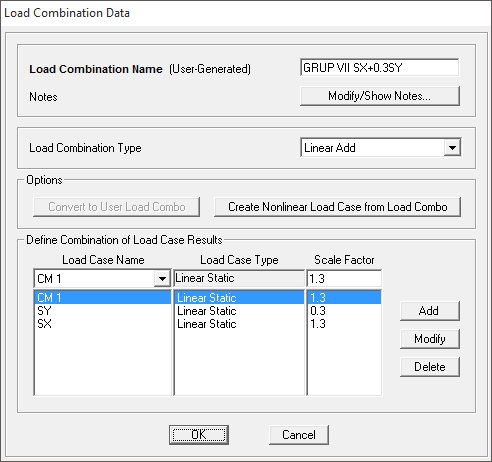 Load Combination Data
Load Combination Name (User-Generated) GRUP VII SX+0.3SY
Notes Modify/Show Notes...
Load Combination Type Linear Add
Options
Convert to User Load Combo Create Nonlinear Load Case from Load Combo
Define Combination of Load Case Results
Load Case Name Load Case Type Scale Factor
CM 1 Linear Static 1.3
CM 1 Linear Static 1.3
SY Linear Static 0.3
SX Linear Static 1.3
Add
Modify
Delete
OK Cancel